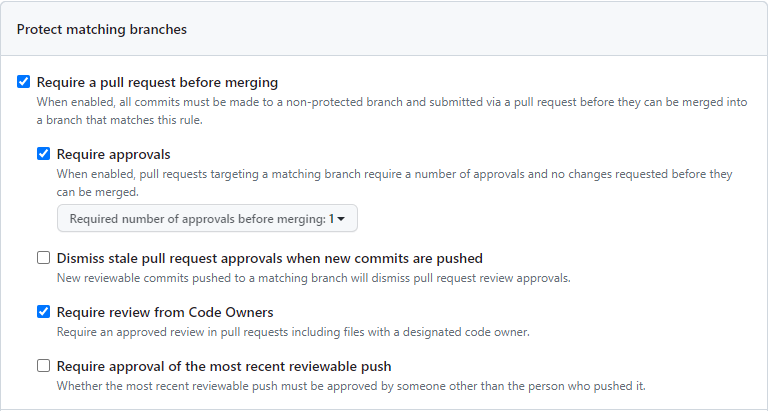 Protect matching branches
Require a pull request before merging
When enabled, all commits must be made to a non-protected branch and submitted via a pull request before they can be merged into
a branch that matches this rule.
Require approvals
When enabled, pull requests targeting a matching branch require a number of approvals and no changes requested before they
can be merged.
Required number of approvals before merging: 1
Dismiss stale pull request approvals when new commits are pushed
New reviewable commits pushed to a matching branch will dismiss pull request review approvals.
Require review from Code Owners
Require an approved review in pull requests including files with a designated code owner.
Require approval of the most recent reviewable push
Whether the most recent reviewable push must be approved by someone other than the person who pushed it.